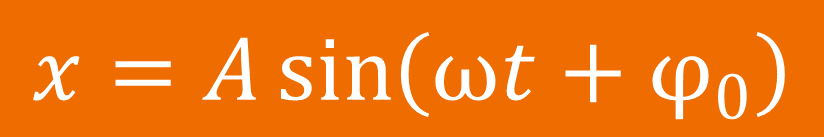 x = A sin(ωt + φ₀)